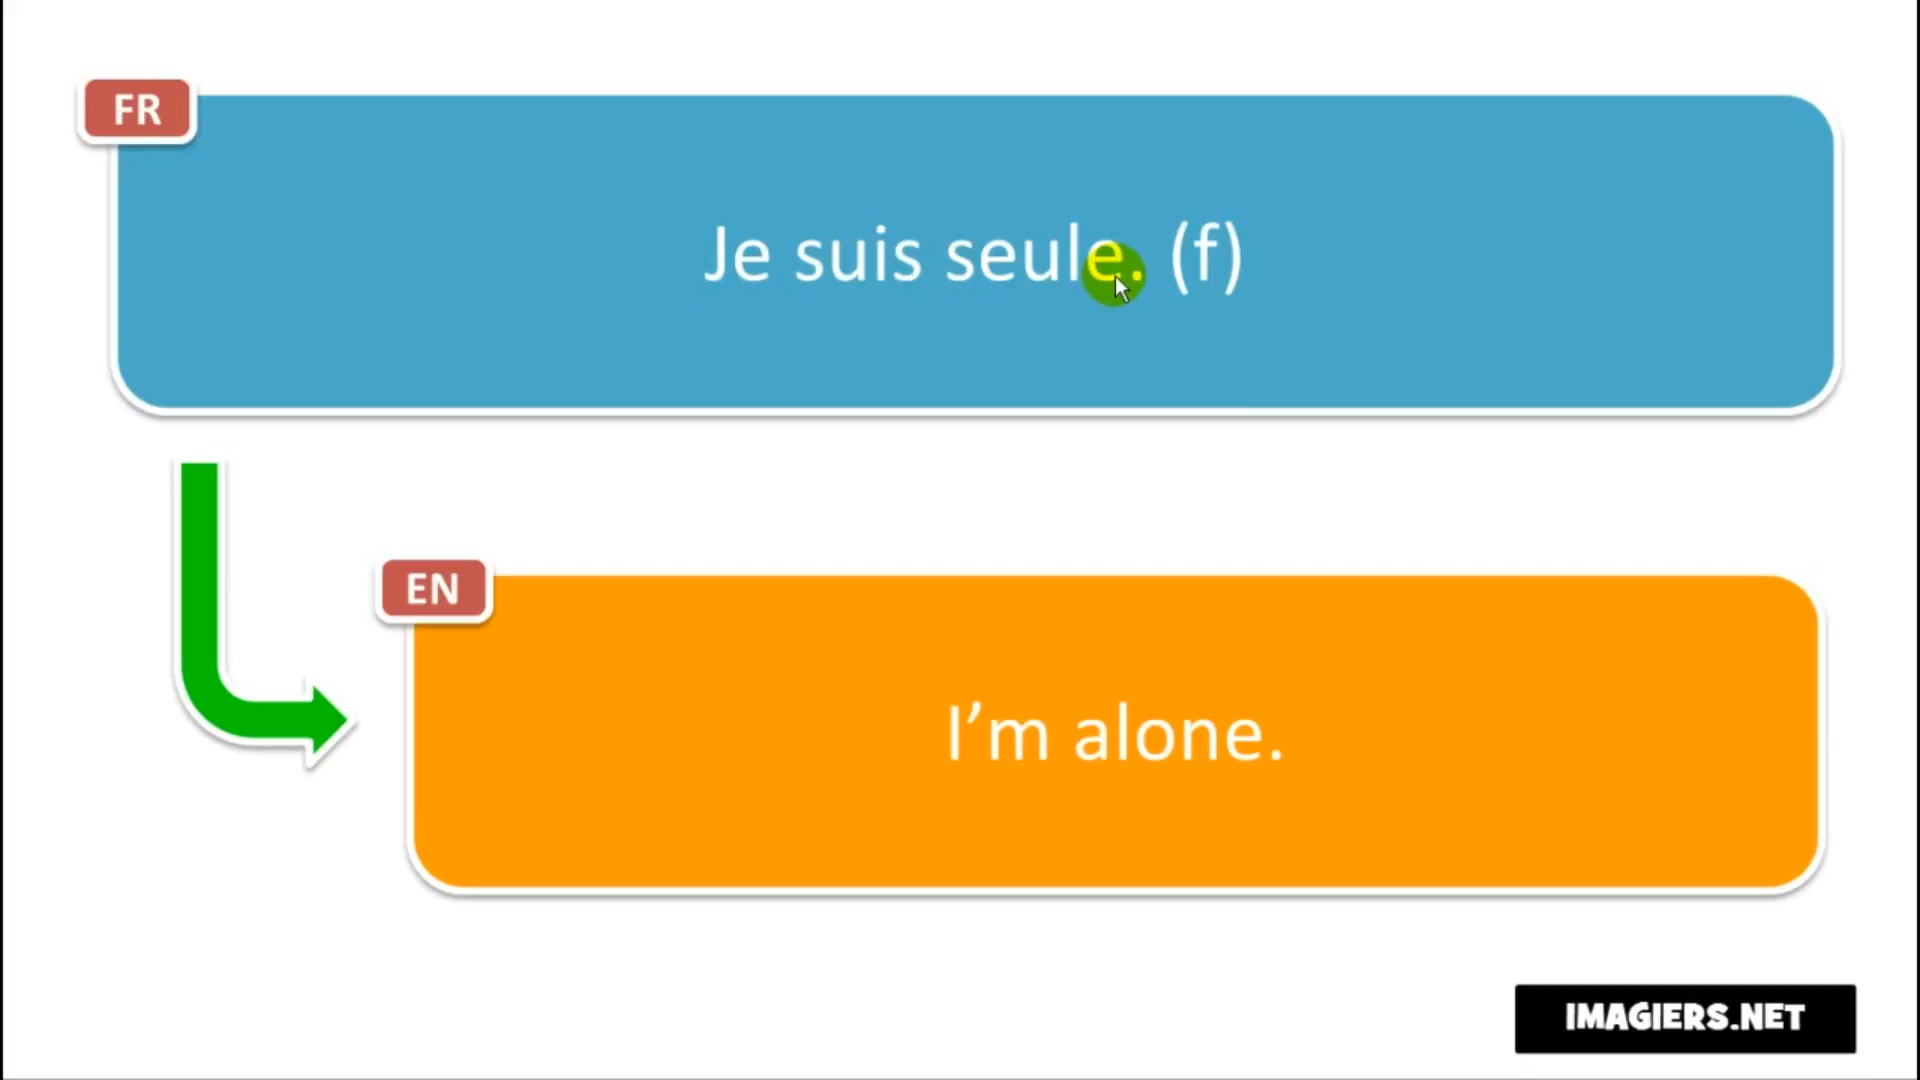 FR
Je suis seule. (f)
EN
I’m alone.
IMAGIERS.NET